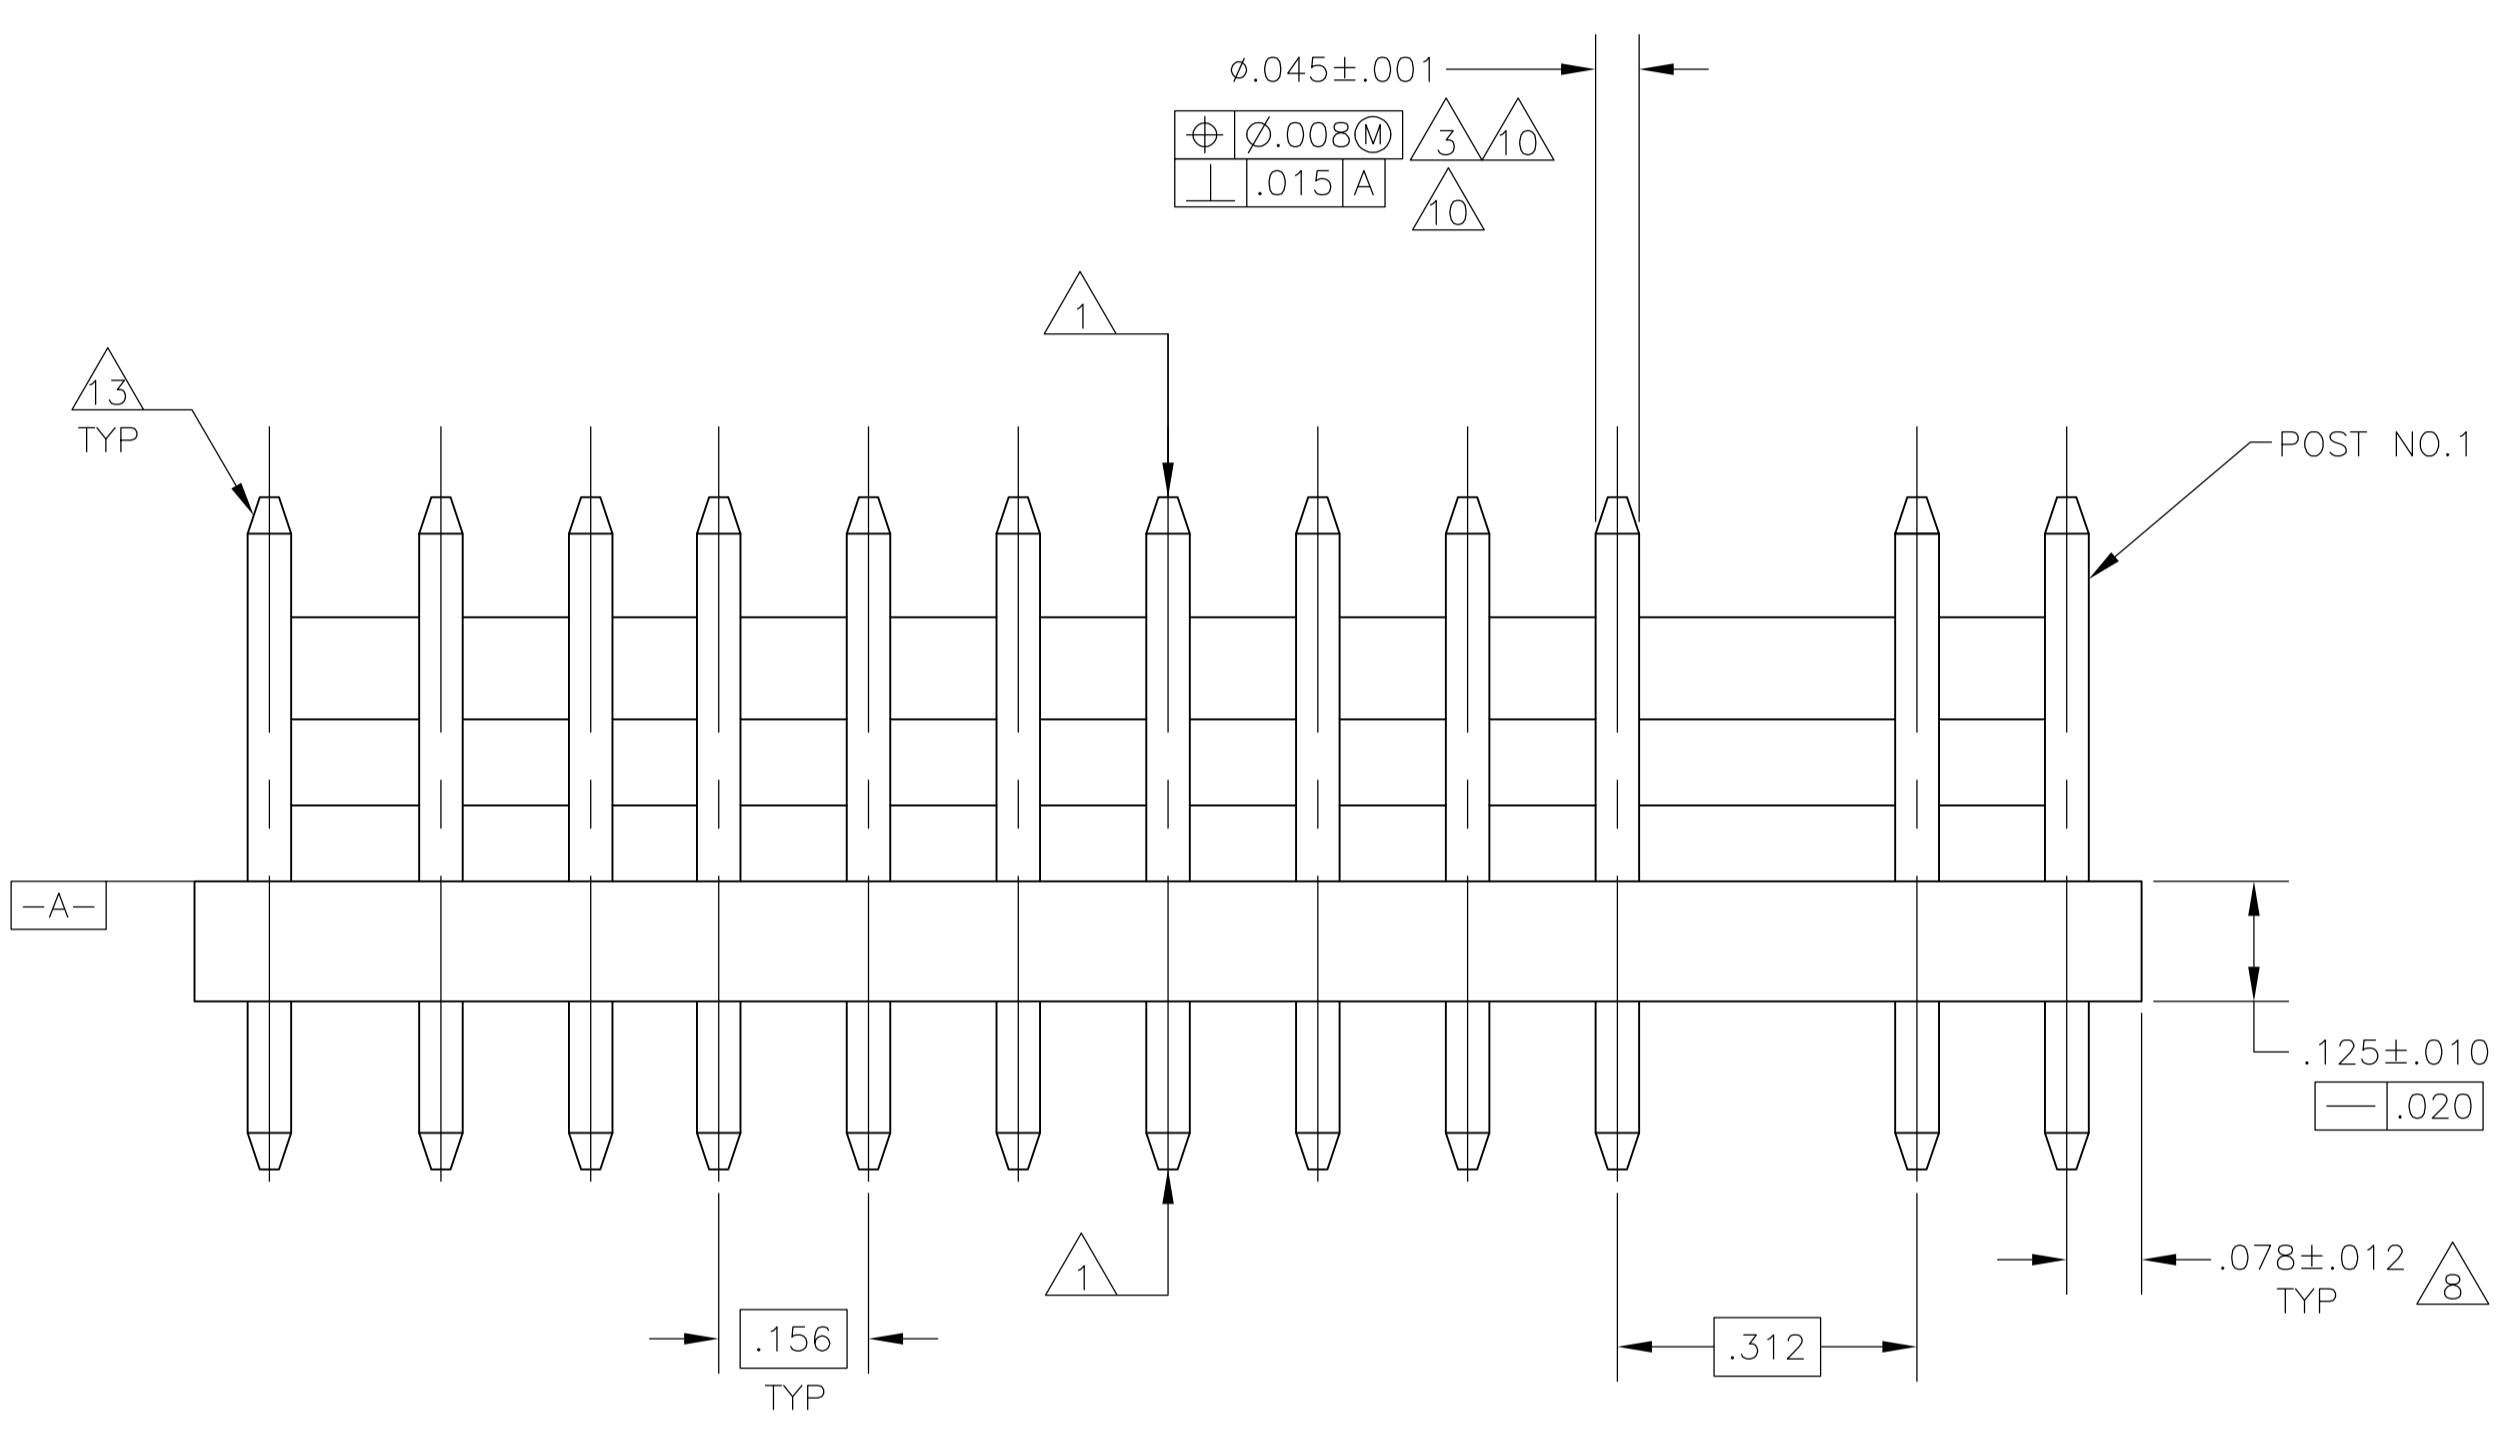 ø.045±.001
⌖ ⌀.008Ⓜ 3 10
⟂ .015 A 10
1
13
TYP
POST NO.1
-A-
.125±.010
⏤ .020
1
.078±.012 8
TYP
.156
TYP
.312